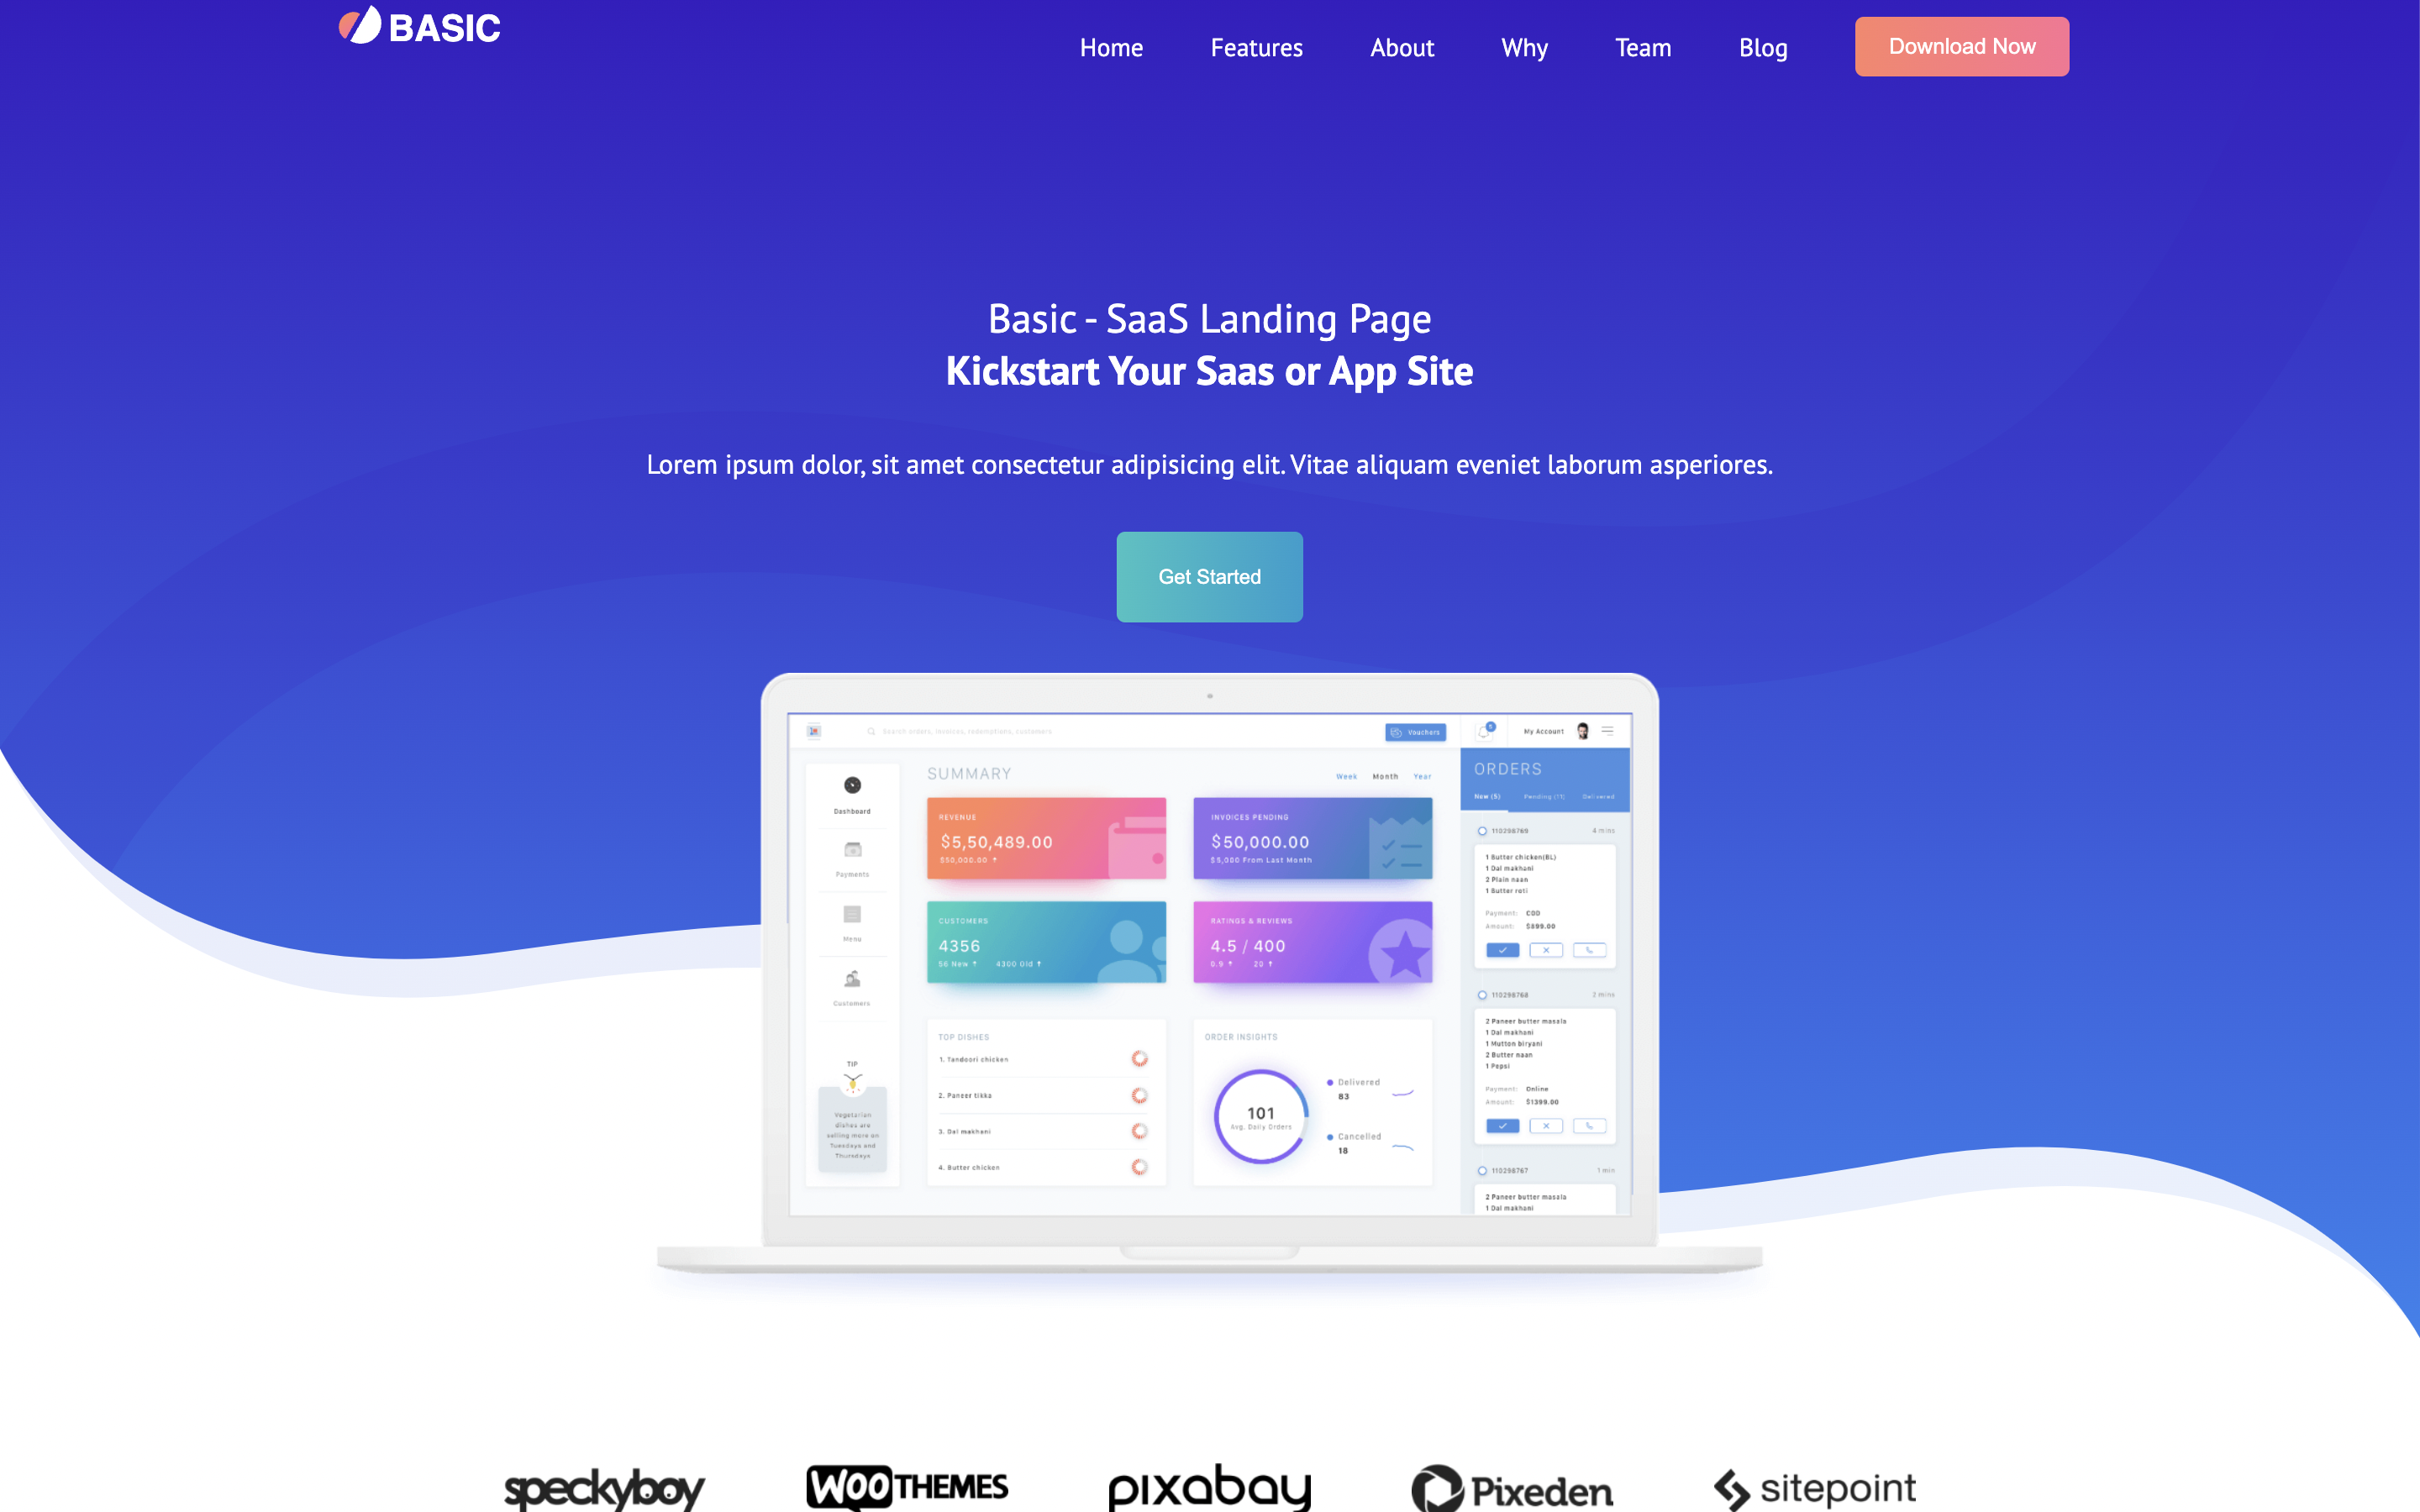 BASIC
Home Features About Why Team Blog Download Now
Basic - SaaS Landing Page
Kickstart Your Saas or App Site
Lorem ipsum dolor, sit amet consectetur adipisicing elit. Vitae aliquam eveniet laborum asperiores.
Get Started
Search orders, invoices, redemptions, customers
Vouchers
My Account
Dashboard
Payments
Menu
Customers
TIP
Vegetarian
dishes are
selling more on
Tuesdays and
Thursdays
SUMMARY
Week Month Year
REVENUE
$5,50,489.00
$50,000.00 ↑
INVOICES PENDING
$50,000.00
$5,000 From Last Month
CUSTOMERS
4356
56 New ↑ 4300 Old ↑
RATINGS & REVIEWS
4.5 / 400
0.9 ↑ 20 ↑
TOP DISHES
1. Tandoori chicken
2. Paneer tikka
3. Dal makhani
4. Butter chicken
ORDER INSIGHTS
101
Avg. Daily Orders
Delivered
83
Cancelled
18
ORDERS
New (5) Pending (11) Delivered
110298769 4 mins
1 Butter chicken(BL)
1 Dal makhani
2 Plain naan
1 Butter roti
Payment: COD
Amount: $899.00
110298768 2 mins
2 Paneer butter masala
1 Dal makhani
1 Mutton biryani
2 Butter naan
1 Pepsi
Payment: Online
Amount: $1399.00
110298767 1 min
2 Paneer butter masala
1 Dal makhani
speckyboy
WOOTHEMES
pixabay
Pixeden
sitepoint